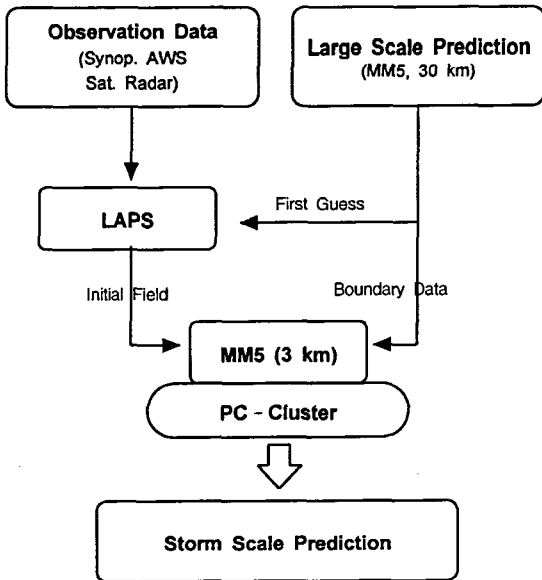 Observation Data
(Synop. AWS
Sat. Radar)
Large Scale Prediction
(MM5, 30 km)
LAPS
First Guess
Initial Field
Boundary Data
MM5 (3 km)
PC - Cluster
Storm Scale Prediction